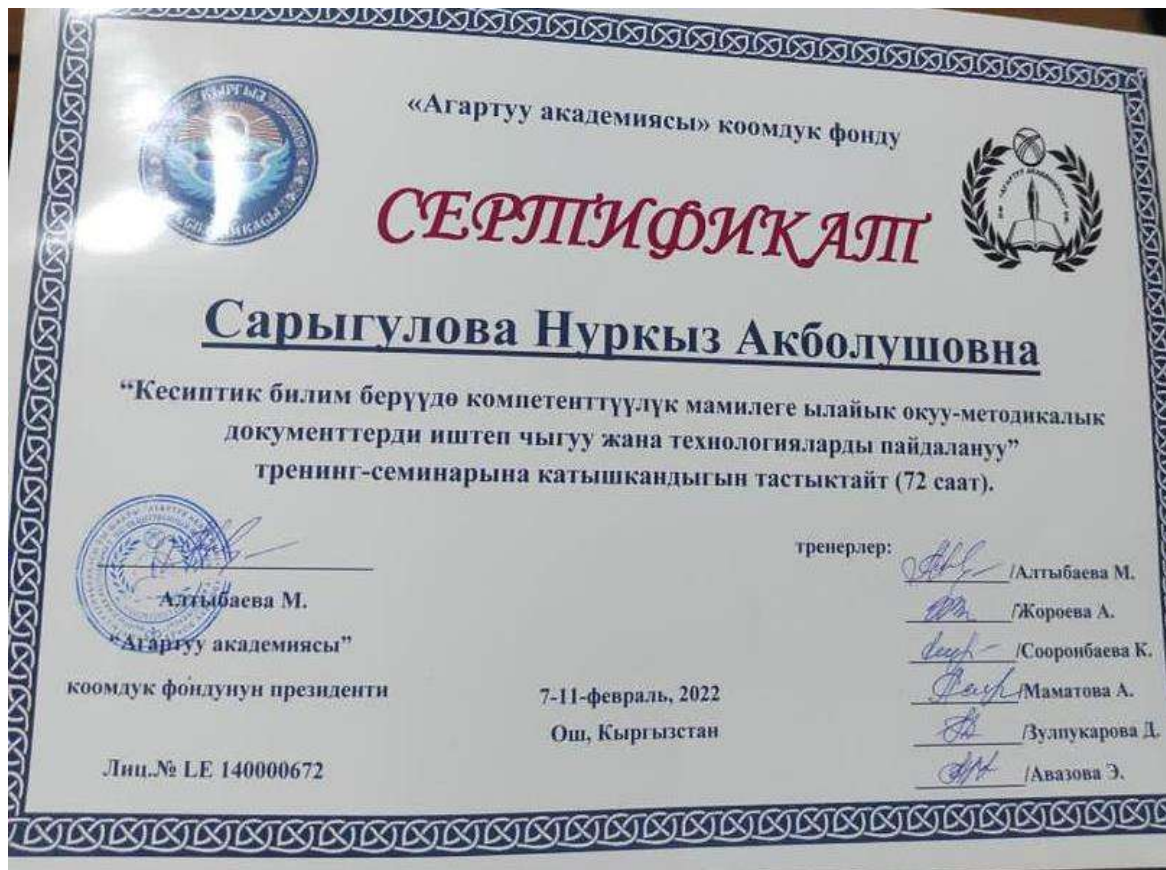 «Агартуу академиясы» коомдук фонду
КЫРГЫЗ
СЕРТИФИКАТ
Сарыгулова Нуркыз Акболушовна
“Кесиптик билим берүүдө компетенттүүлүк мамилеге ылайык окуу-методикалык
документтерди иштеп чыгуу жана технологияларды пайдалануу”
тренинг-семинарына катышкандыгын тастыктайт (72 саат).
Алтыбаева М.
“Агартуу академиясы”
коомдук фондунун президенти
Лиц.№ LE 140000672
7-11-февраль, 2022
Ош, Кыргызстан
тренерлер:
/Алтыбаева М.
/Жороева А.
/Сооронбаева К.
/Маматова А.
/Зулпукарова Д.
/Авазова Э.